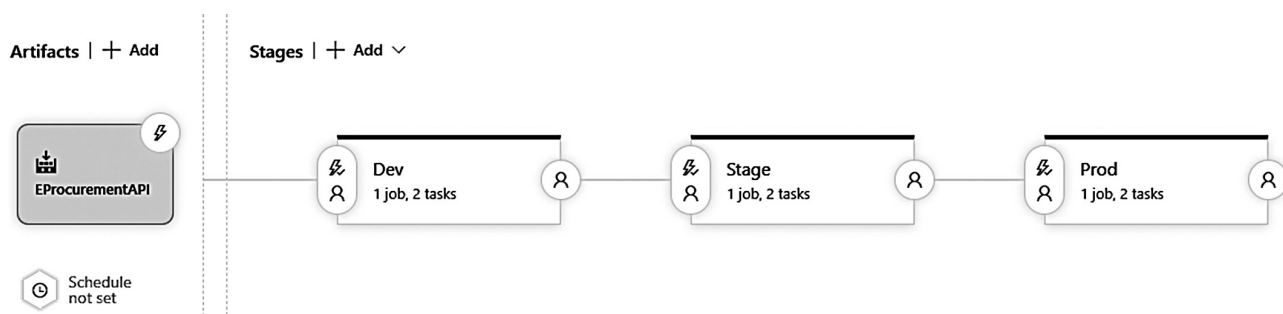 Artifacts | + Add
Stages | + Add
EProcurementAPI
Dev
1 job, 2 tasks
Stage
1 job, 2 tasks
Prod
1 job, 2 tasks
Schedule
not set